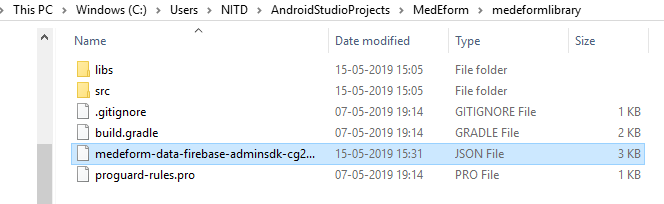 > This PC > Windows (C:) > Users > NITD > AndroidStudioProjects > MedEform > medeformlibrary
Name Date modified Type Size
libs 15-05-2019 15:05 File folder
src 15-05-2019 15:05 File folder
.gitignore 07-05-2019 19:14 GITIGNORE File 1 KB
build.gradle 07-05-2019 19:14 GRADLE File 2 KB
medeform-data-firebase-adminsdk-cg2... 15-05-2019 15:31 JSON File 3 KB
proguard-rules.pro 07-05-2019 19:14 PRO File 1 KB